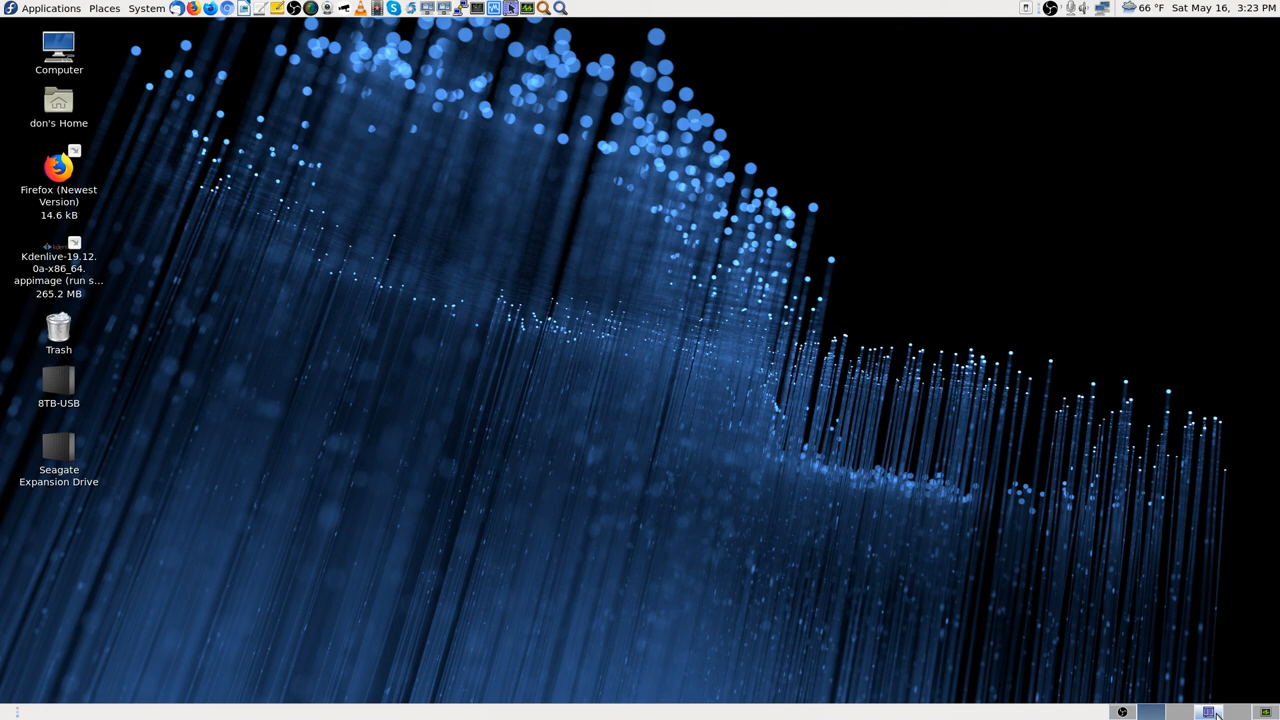 Applications Places System
66 °F Sat May 16, 3:23 PM
Computer
don's Home
Firefox (Newest
Version)
14.6 kB
Kdenlive-19.12.
0a-x86_64.
appimage (run s…
265.2 MB
Trash
8TB-USB
Seagate
Expansion Drive